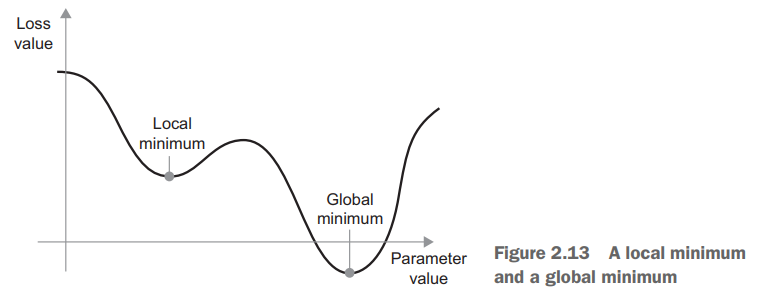 Loss
value
Local
minimum
Global
minimum
Parameter
value
Figure 2.13 A local minimum
and a global minimum